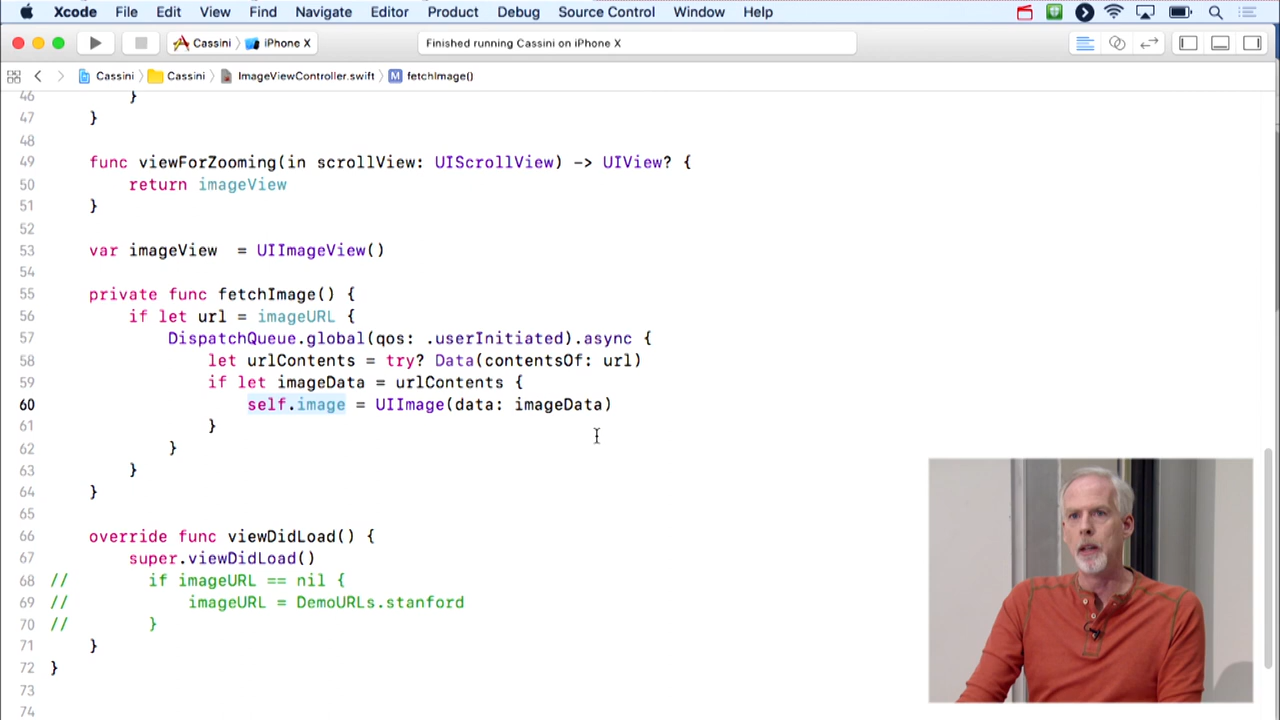 Xcode File Edit View Find Navigate Editor Product Debug Source Control Window Help
Cassini iPhone X Finished running Cassini on iPhone X
Cassini Cassini ImageViewController.swift M fetchImage()
46 }
47 }
48
49 func viewForZooming(in scrollView: UIScrollView) -> UIView? {
50 return imageView
51 }
52
53 var imageView = UIImageView()
54
55 private func fetchImage() {
56 if let url = imageURL {
57 DispatchQueue.global(qos: .userInitiated).async {
58 let urlContents = try? Data(contentsOf: url)
59 if let imageData = urlContents {
60 self.image = UIImage(data: imageData)
61 }
62 }
63 }
64 }
65
66 override func viewDidLoad() {
67 super.viewDidLoad()
68 // if imageURL == nil {
69 // imageURL = DemoURLs.stanford
70 // }
71 }
72 }
73
74